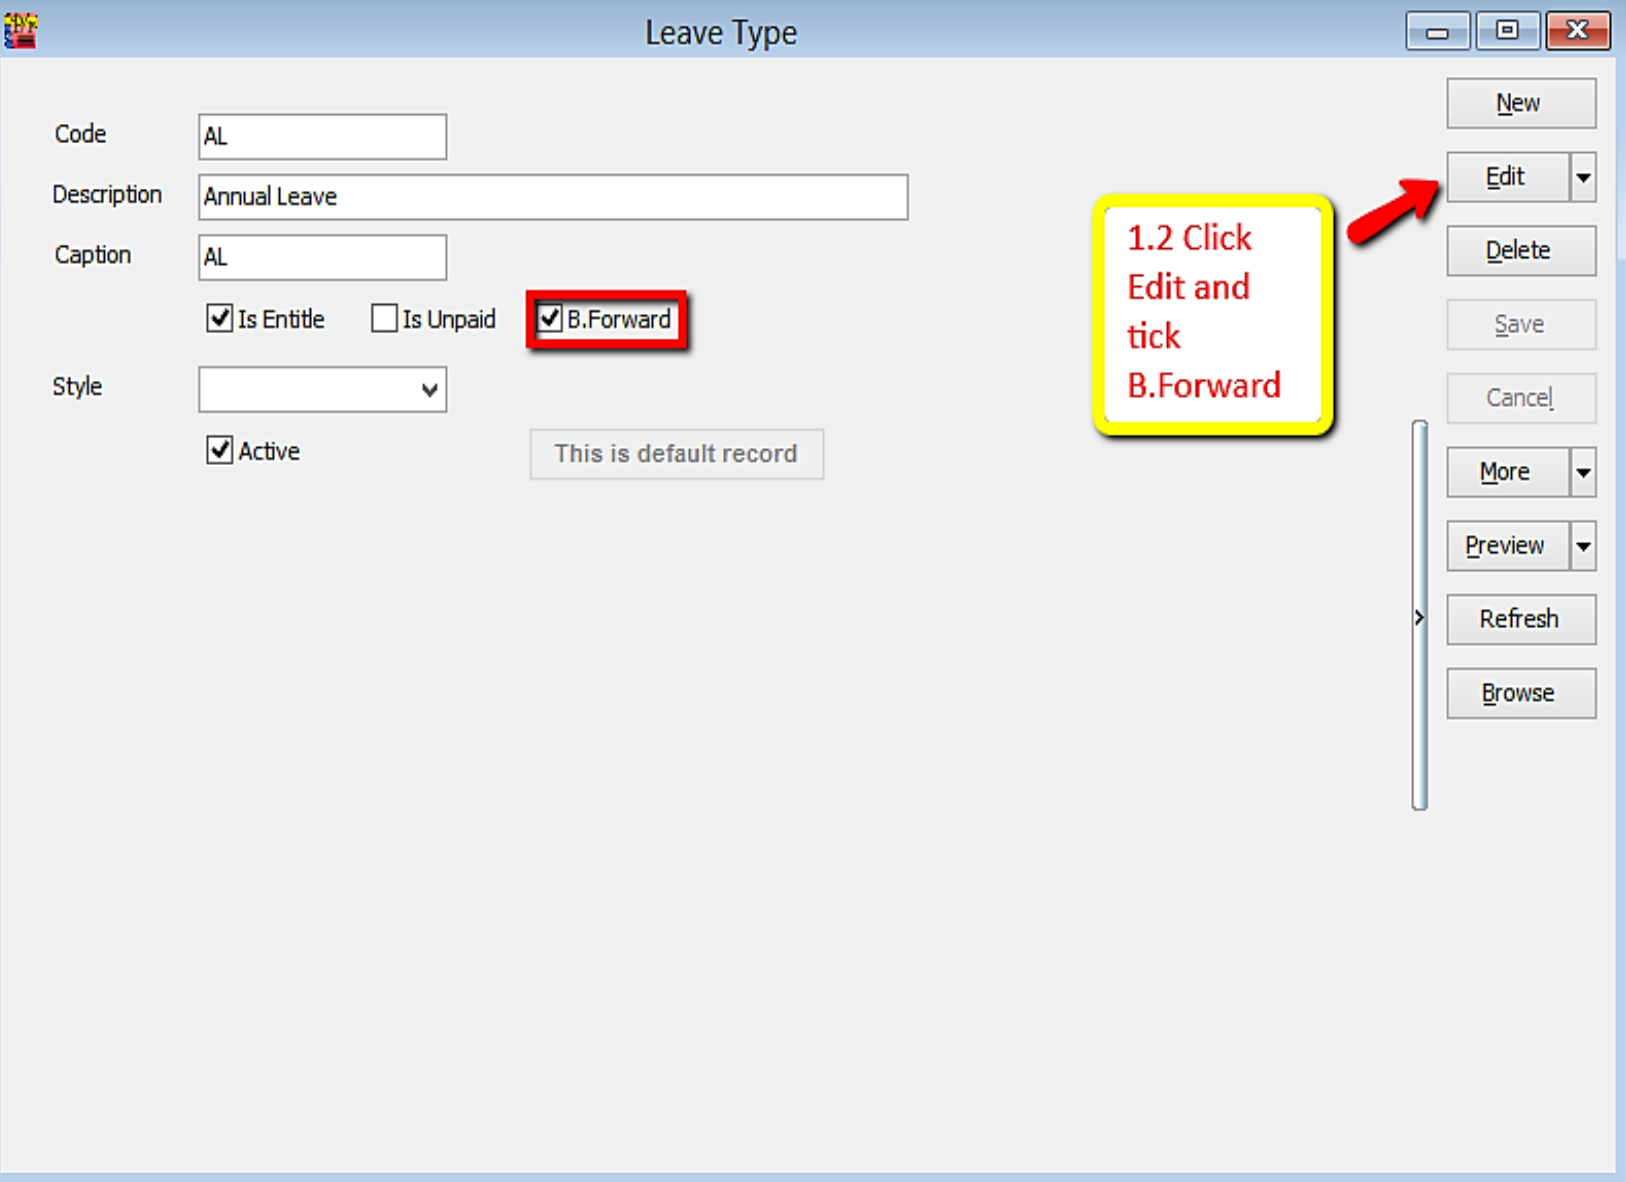 Leave Type
Code
AL
Description
Annual Leave
Caption
AL
Is Entitle
Is Unpaid
B.Forward
Style
Active
This is default record
1.2 Click
Edit and
tick
B.Forward
New
Edit
Delete
Save
Cancel
More
Preview
Refresh
Browse